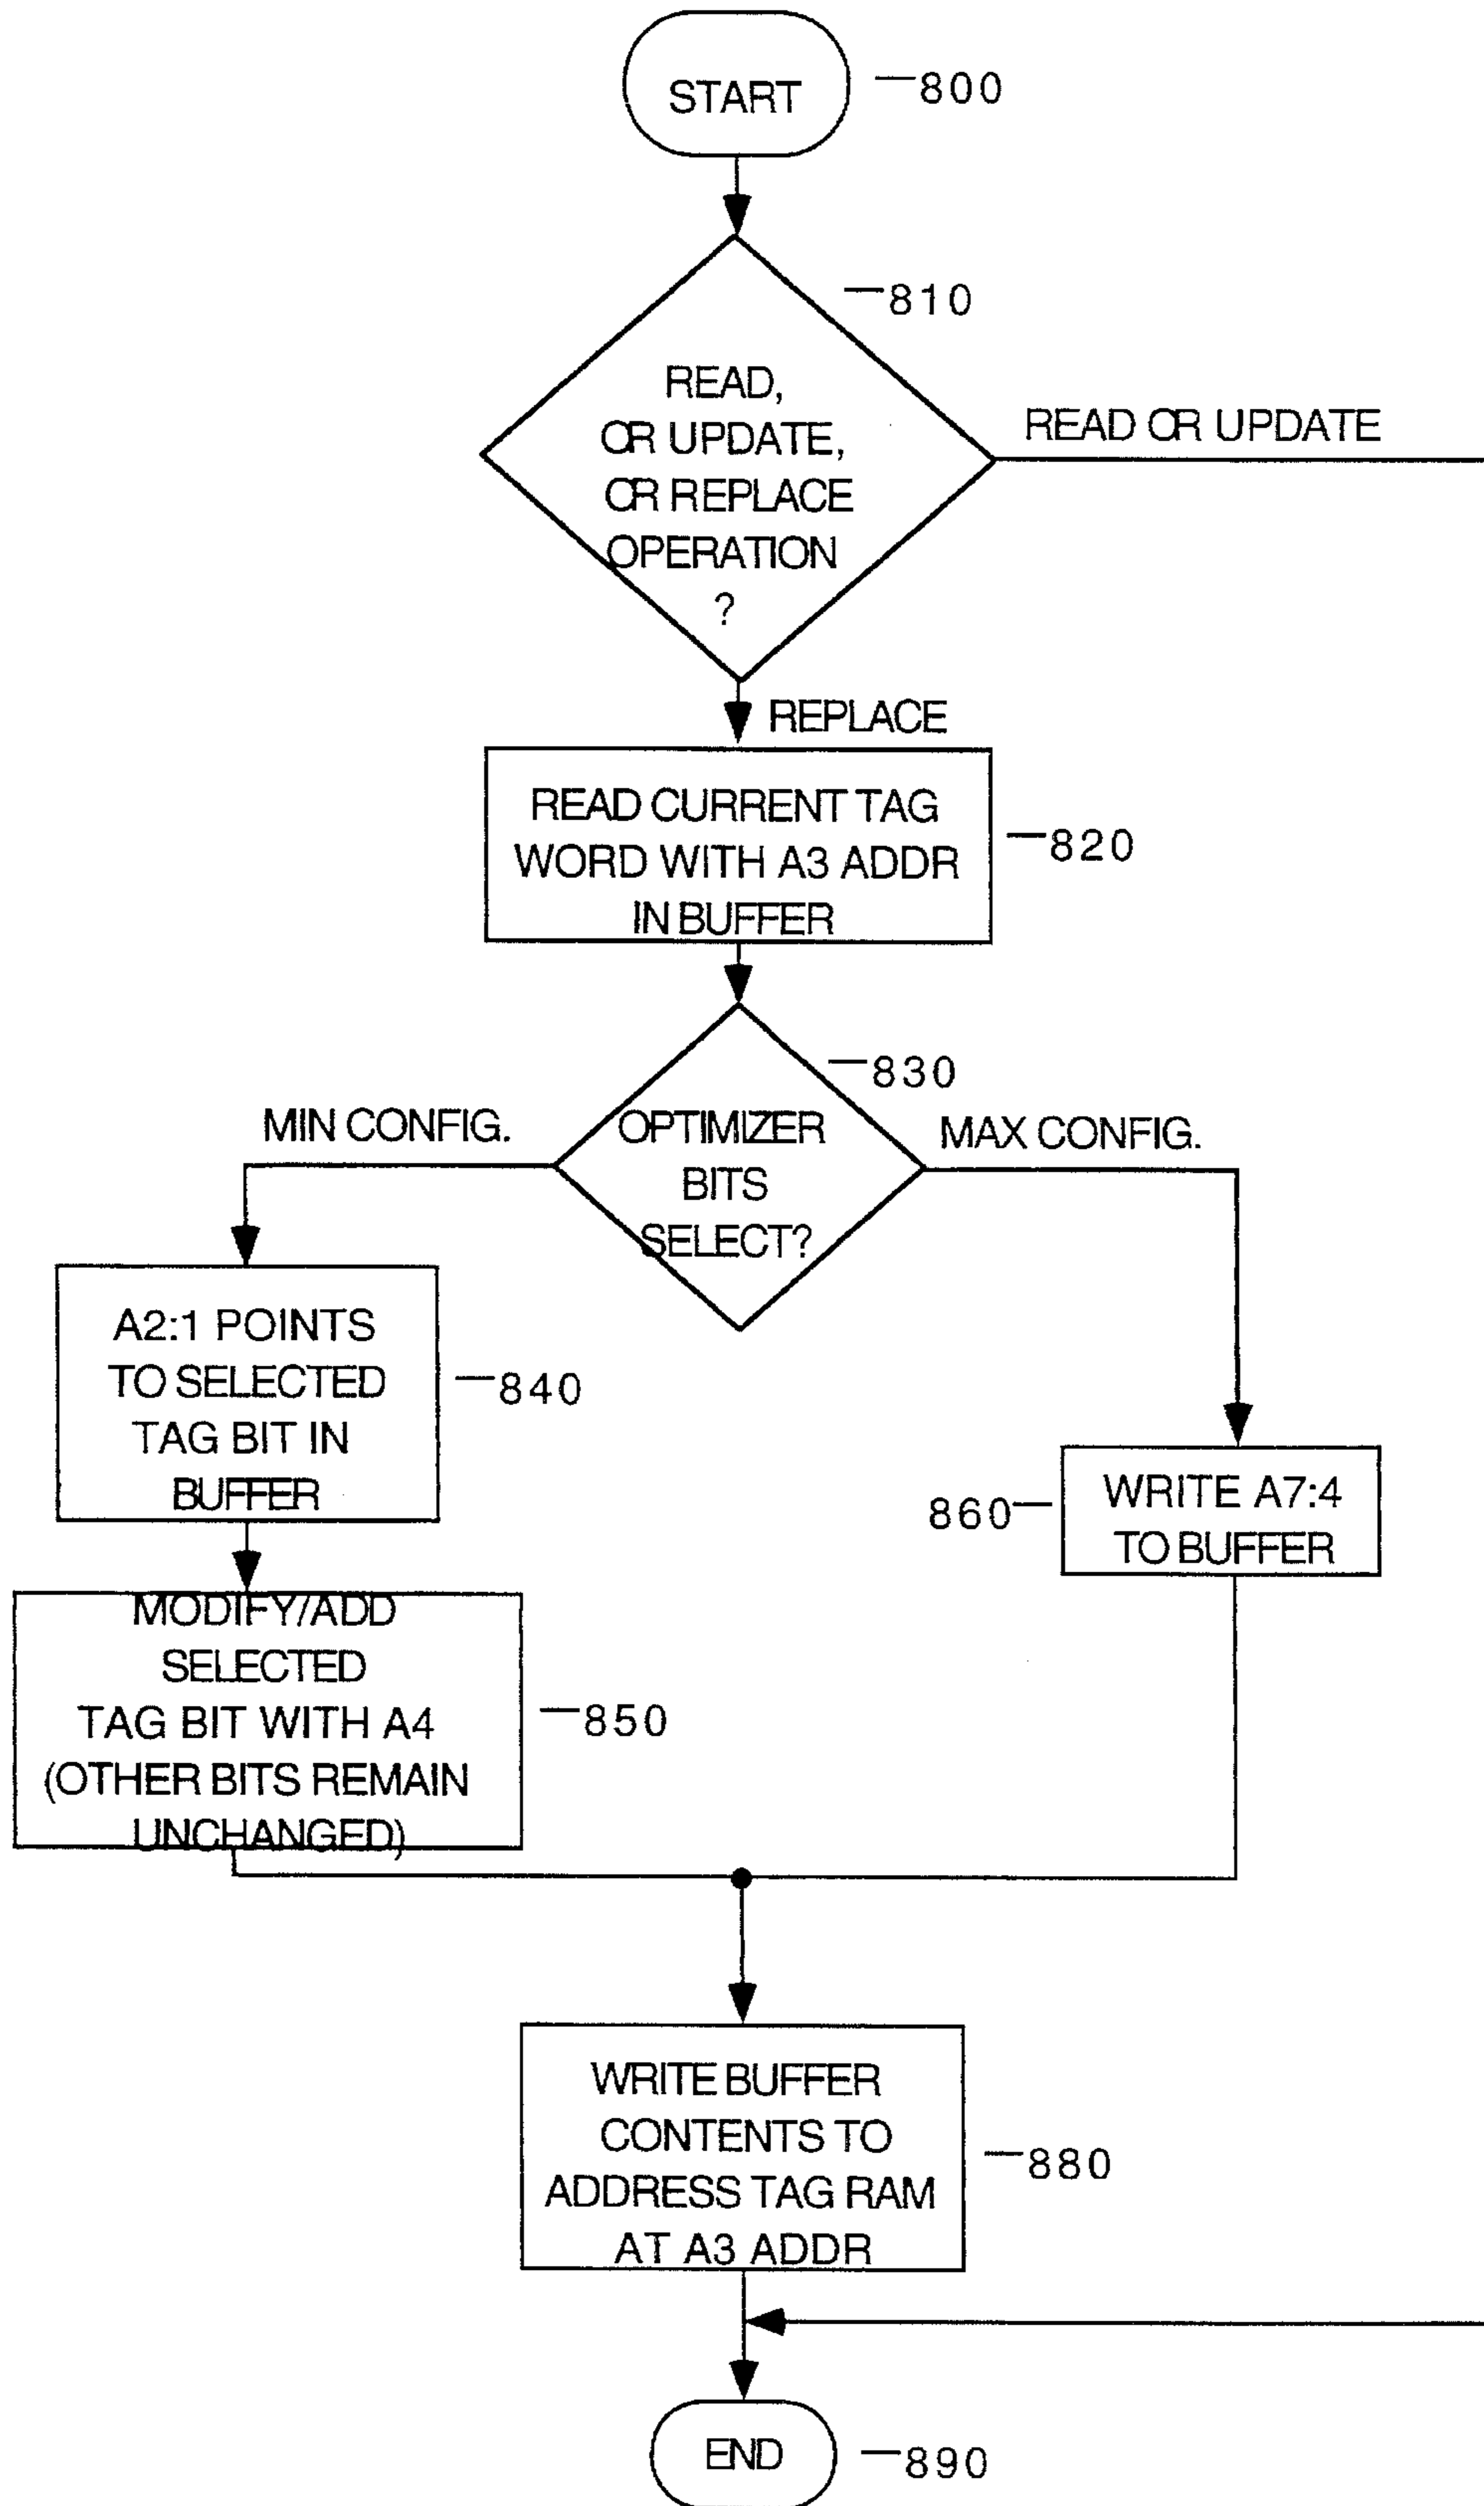 START
800
810
READ,
OR UPDATE,
OR REPLACE
OPERATION
?
READ OR UPDATE
REPLACE
READ CURRENT TAG
WORD WITH A3 ADDR
IN BUFFER
820
830
OPTIMIZER
BITS
SELECT?
MIN CONFIG.
MAX CONFIG.
A2:1 POINTS
TO SELECTED
TAG BIT IN
BUFFER
840
860
WRITE A7:4
TO BUFFER
MODIFY/ADD
SELECTED
TAG BIT WITH A4
(OTHER BITS REMAIN
UNCHANGED)
850
WRITE BUFFER
CONTENTS TO
ADDRESS TAG RAM
AT A3 ADDR
880
END
890